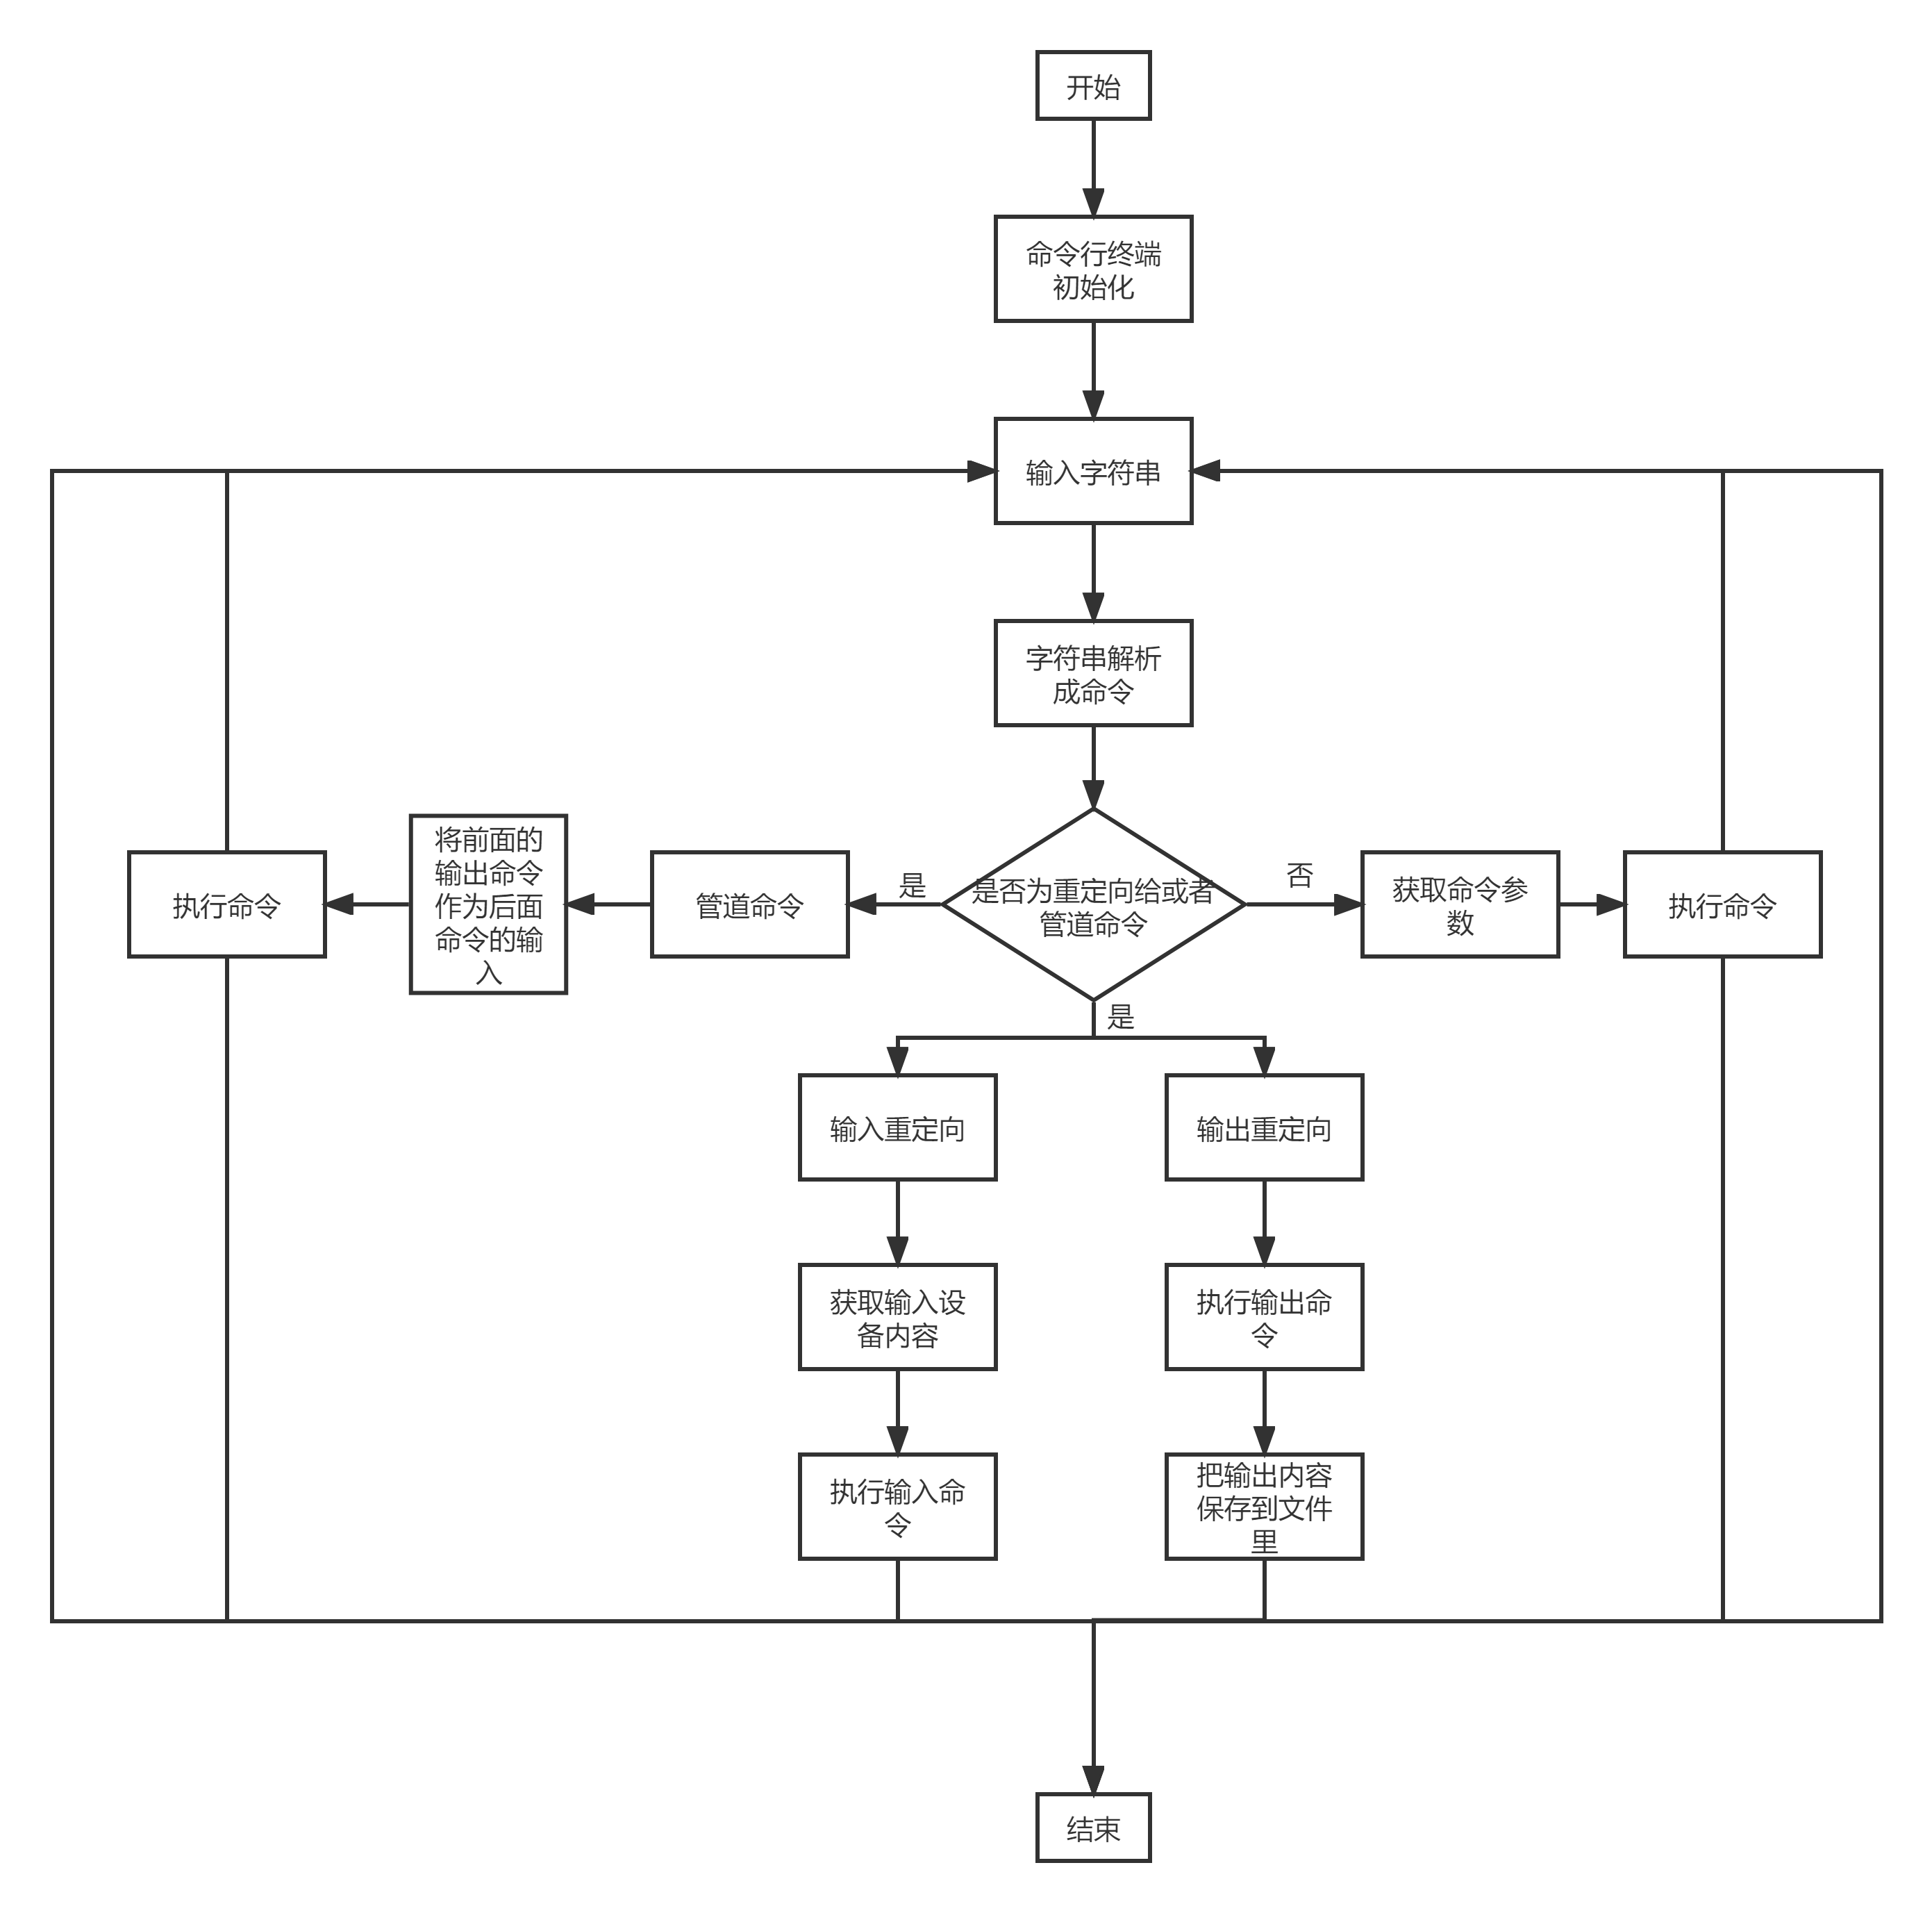 开始
命令行终端
初始化
输入字符串
字符串解析
成命令
是否为重定向给或者
管道命令
是
管道命令
将前面的
输出命令
作为后面
命令的输
入
执行命令
否
获取命令参
数
执行命令
是
输入重定向
获取输入设
备内容
执行输入命
令
输出重定向
执行输出命
令
把输出内容
保存到文件
里
结束